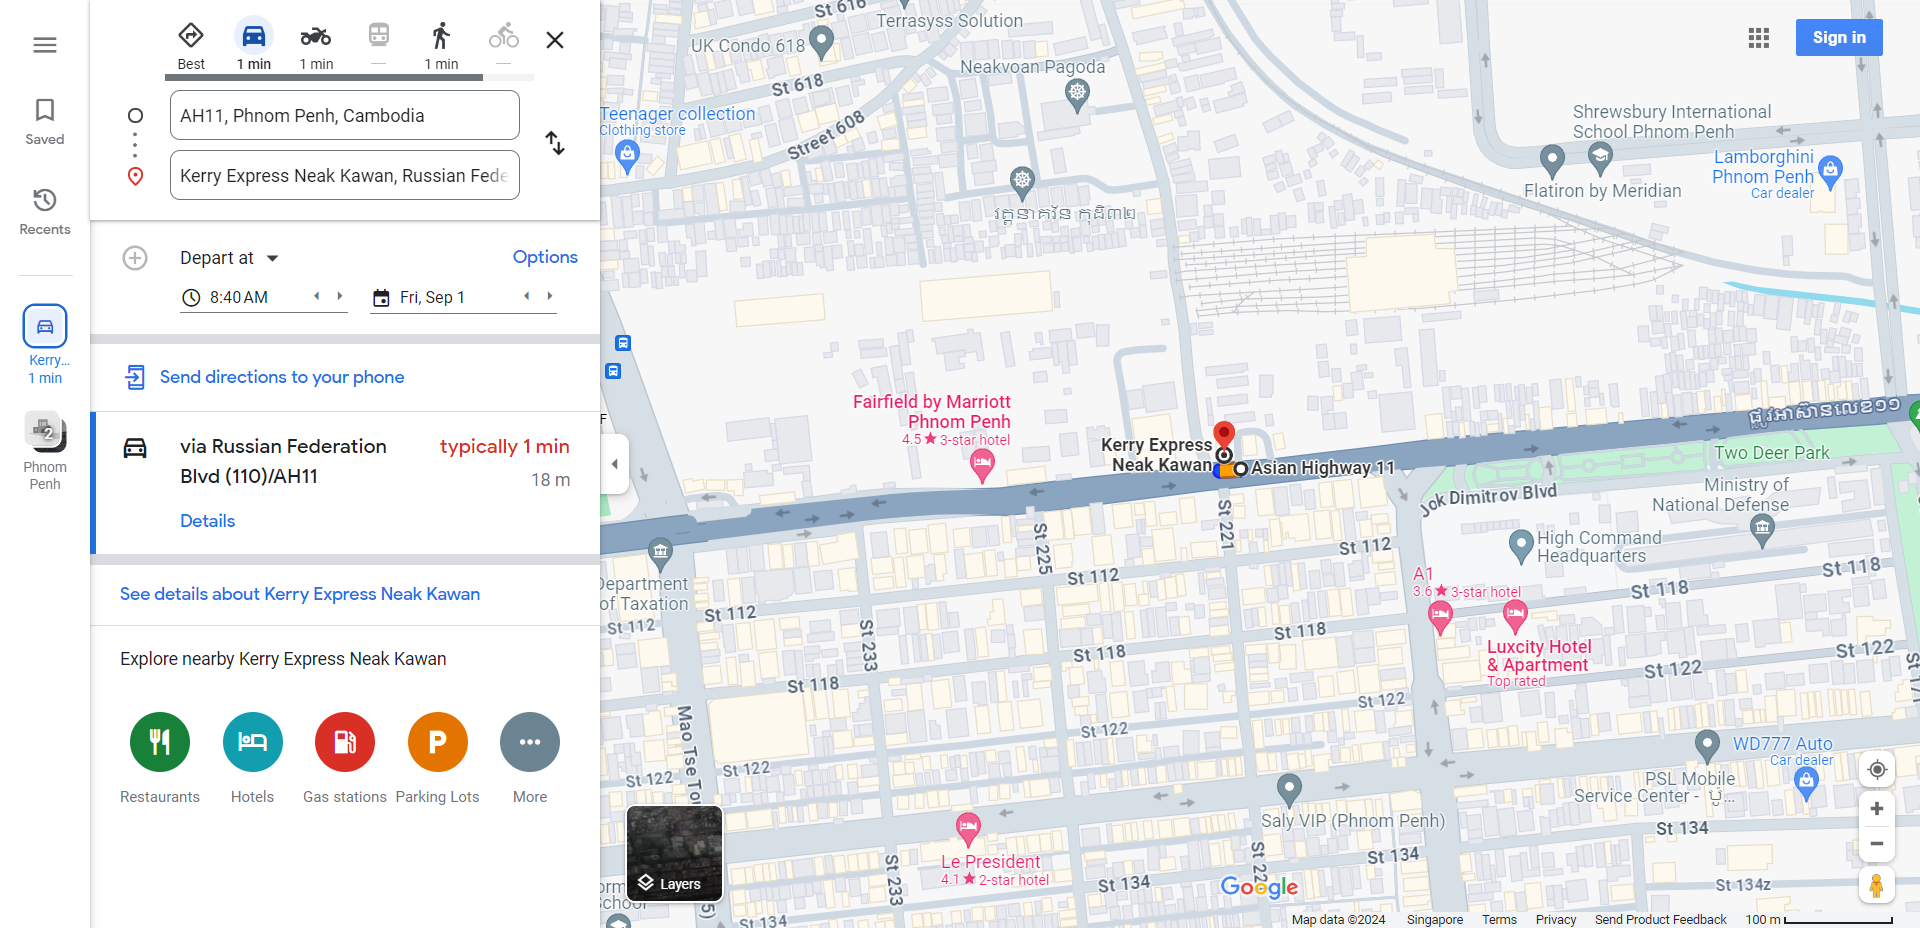 Saved
Recents
Kerry...
1 min
2
Phnom
Penh
Best
1 min
1 min
—
1 min
—
AH11, Phnom Penh, Cambodia
Kerry Express Neak Kawan, Russian Fede
Depart at
Options
8:40 AM
Fri, Sep 1
Send directions to your phone
via Russian Federation
Blvd (110)/AH11
typically 1 min
18 m
Details
See details about Kerry Express Neak Kawan
Explore nearby Kerry Express Neak Kawan
Restaurants
Hotels
Gas stations
P
Parking Lots
More
St 616
Terrasyss Solution
UK Condo 618
St 618
Neakvoan Pagoda
Sign in
Teenager collection
Clothing store
Street 608
Shrewsbury International
School Phnom Penh
Lamborghini
Phnom Penh
Car dealer
Flatiron by Meridian
វត្តនាគវ័ន កុដិ៣២
F
Fairfield by Marriott
Phnom Penh
4.5★ 3-star hotel
Kerry Express
Neak Kawan
Asian Highway 11
ផ្លូវអាស៊ានលេខ១១
Two Deer Park
Ministry of
National Defense
Jok Dimitrov Blvd
St 221
St 225
St 112
High Command
Headquarters
St 118
St 118
Department
of Taxation
St 112
St 112
St 112
A1
3.6★ 3-star hotel
St 233
St 118
St 118
St 118
Luxcity Hotel
& Apartment
Top rated
St 122
St 122
St 122
St 122
St 122
St 122
Mao Tse Tou
WD777 Auto
Car dealer
PSL Mobile
Service Center - ប៉ូ...
Saly VIP (Phnom Penh)
Le President
4.1★ 2-star hotel
St 134
St 134
St 134
St 134z
St 134
St 233
St 22
Layers
Google
Map data ©2024
Singapore
Terms
Privacy
Send Product Feedback
100 m